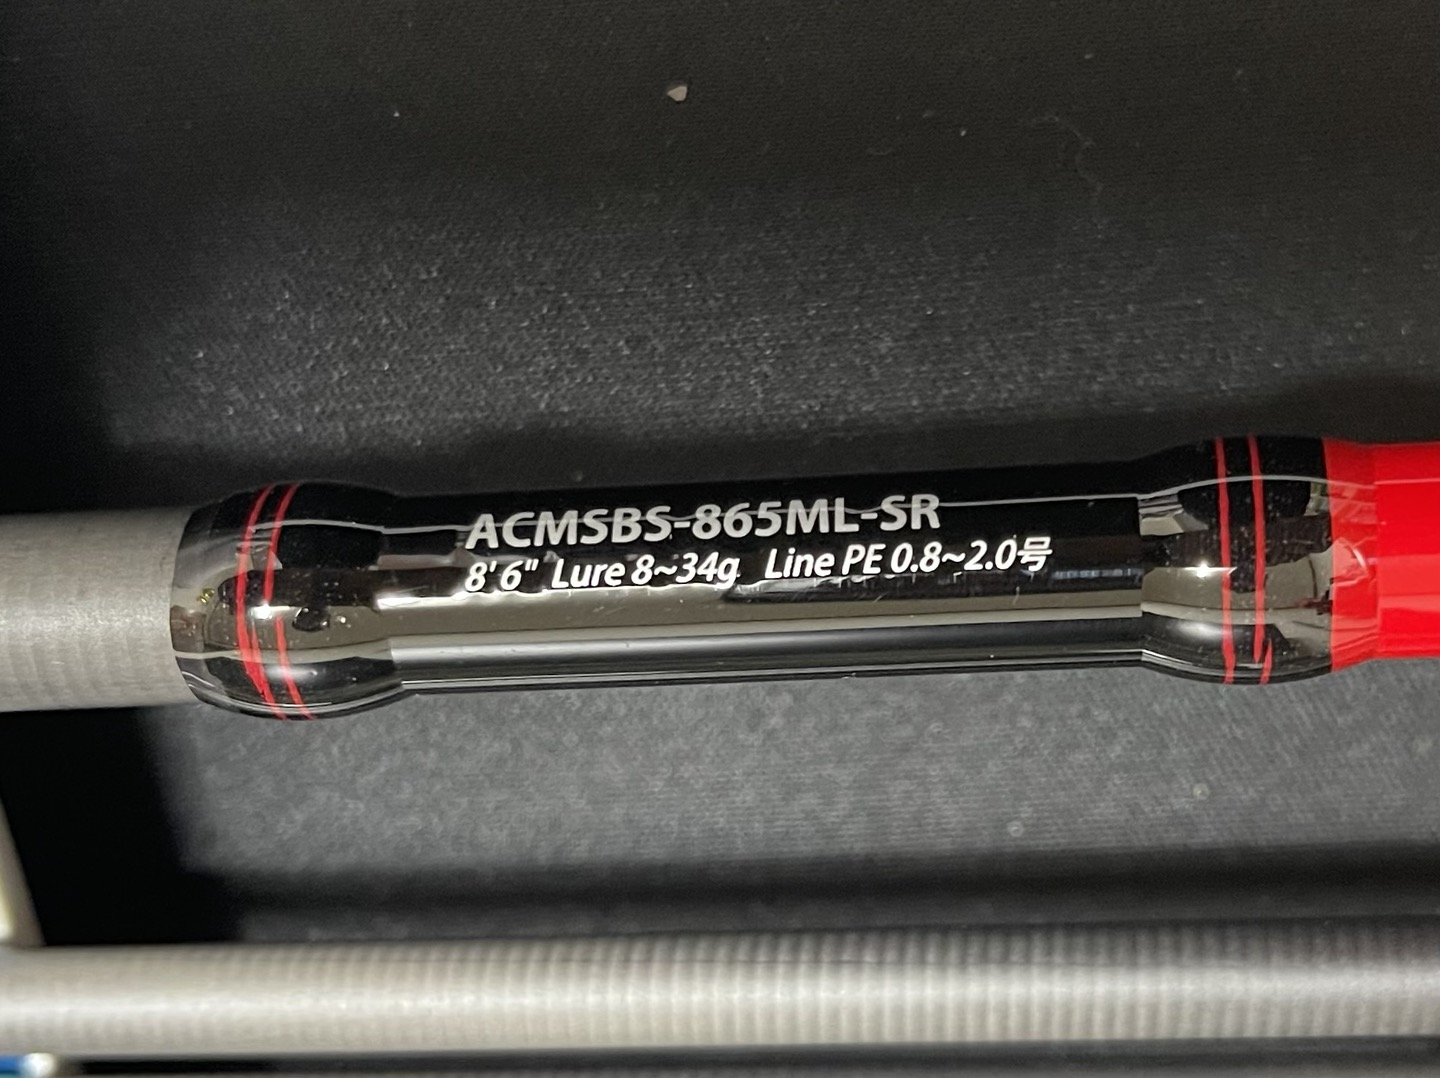 ACMSBS-865ML-SR
8'6" Lure 8~34g Line PE 0.8~2.0号